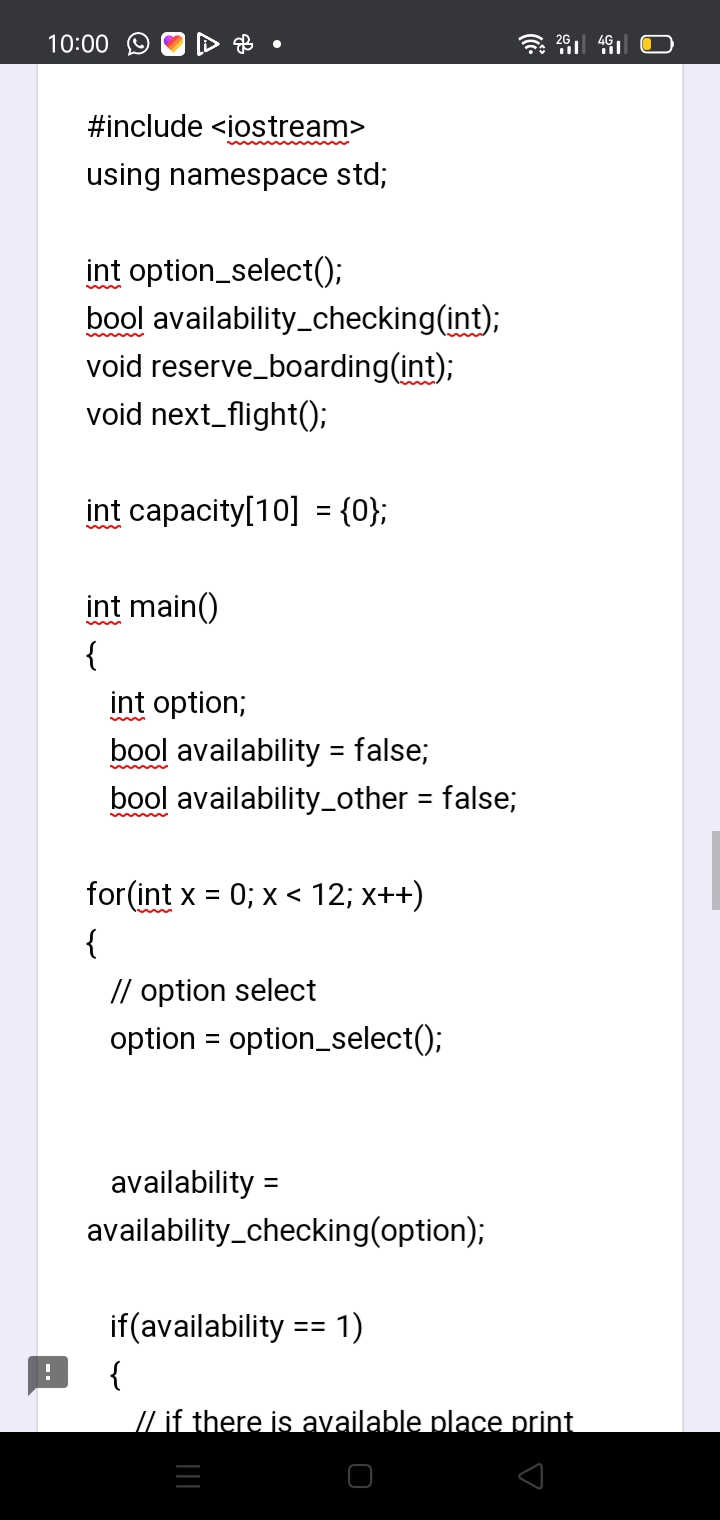 10:00
2G
4G
#include <iostream>
using namespace std;
int option_select();
bool availability_checking(int);
void reserve_boarding(int);
void next_flight();
int capacity[10]  = {0};
int main()
{
int option;
bool availability = false;
bool availability_other = false;
for(int x = 0; x < 12; x++)
{
// option select
option = option_select();
availability =
availability_checking(option);
if(availability == 1)
{
// if there is available place print